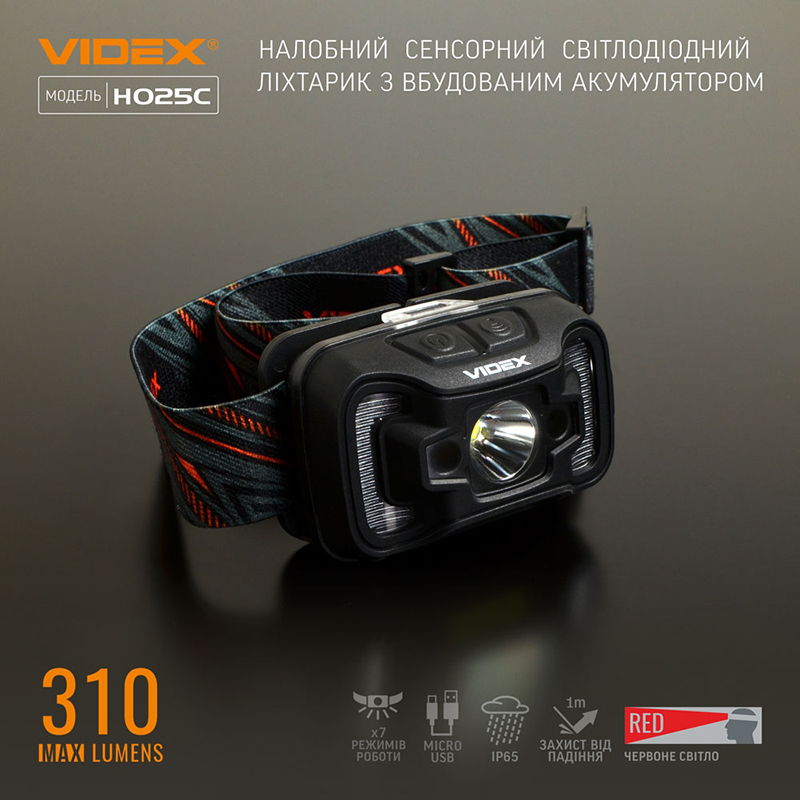 VIDEX®
МОДЕЛЬ H025C
НАЛОБНИЙ СЕНСОРНИЙ СВІТЛОДІОДНИЙ
ЛІХТАРИК З ВБУДОВАНИМ АКУМУЛЯТОРОМ
VIDEX
310
MAX LUMENS
x7
РЕЖИМІВ
РОБОТИ
MICRO
USB
IP65
1m
ЗАХИСТ ВІД
ПАДІННЯ
RED
ЧЕРВОНЕ СВІТЛО